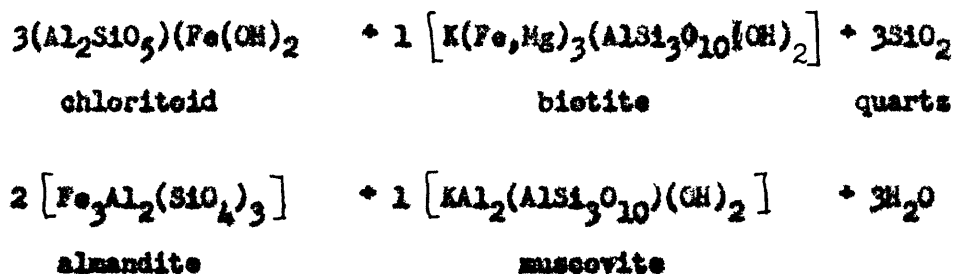 3(Al₂SiO₅)(Fe(OH)₂ + 1 [K(Fe,Mg)₃(AlSi₃O₁₀(OH)₂] + 3SiO₂
chloritoid biotite quartz
2 [Fe₃Al₂(SiO₄)₃] + 1 [KAl₂(AlSi₃O₁₀)(OH)₂] + 3H₂O
almandite muscovite